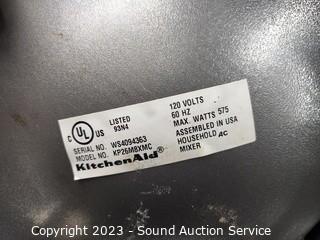 C UL US LISTED
93N4
SERIAL NO. WS4094363
MODEL NO. KP26M8XMC
KitchenAid
120 VOLTS
60 HZ
MAX. WATTS 575
ASSEMBLED IN USA
HOUSEHOLD AC
MIXER
Copyright 2023 - Sound Auction Service